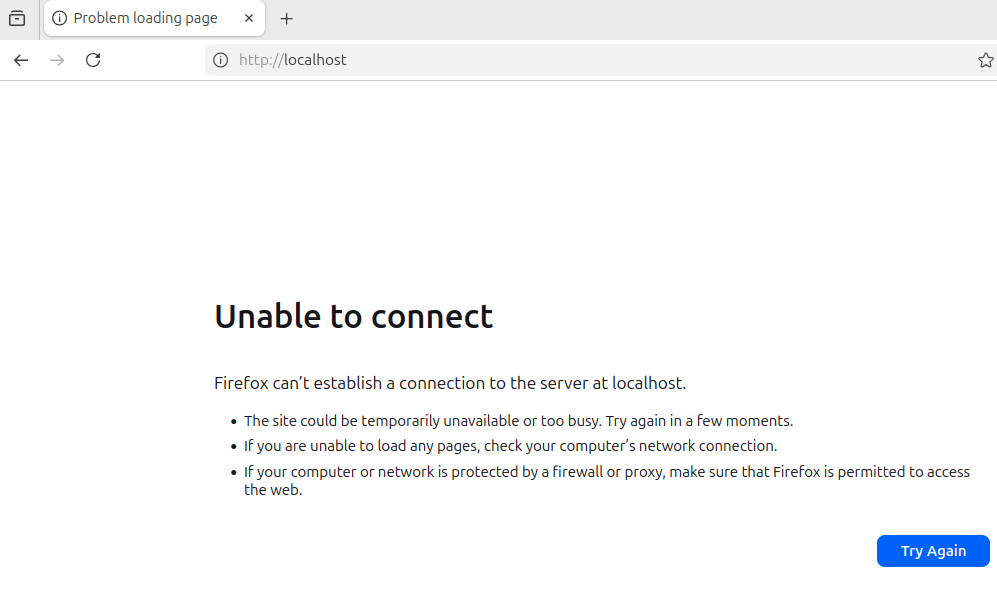 Problem loading page
http://localhost
Unable to connect
Firefox can’t establish a connection to the server at localhost.
• The site could be temporarily unavailable or too busy. Try again in a few moments.
• If you are unable to load any pages, check your computer’s network connection.
• If your computer or network is protected by a firewall or proxy, make sure that Firefox is permitted to access
the web.
Try Again